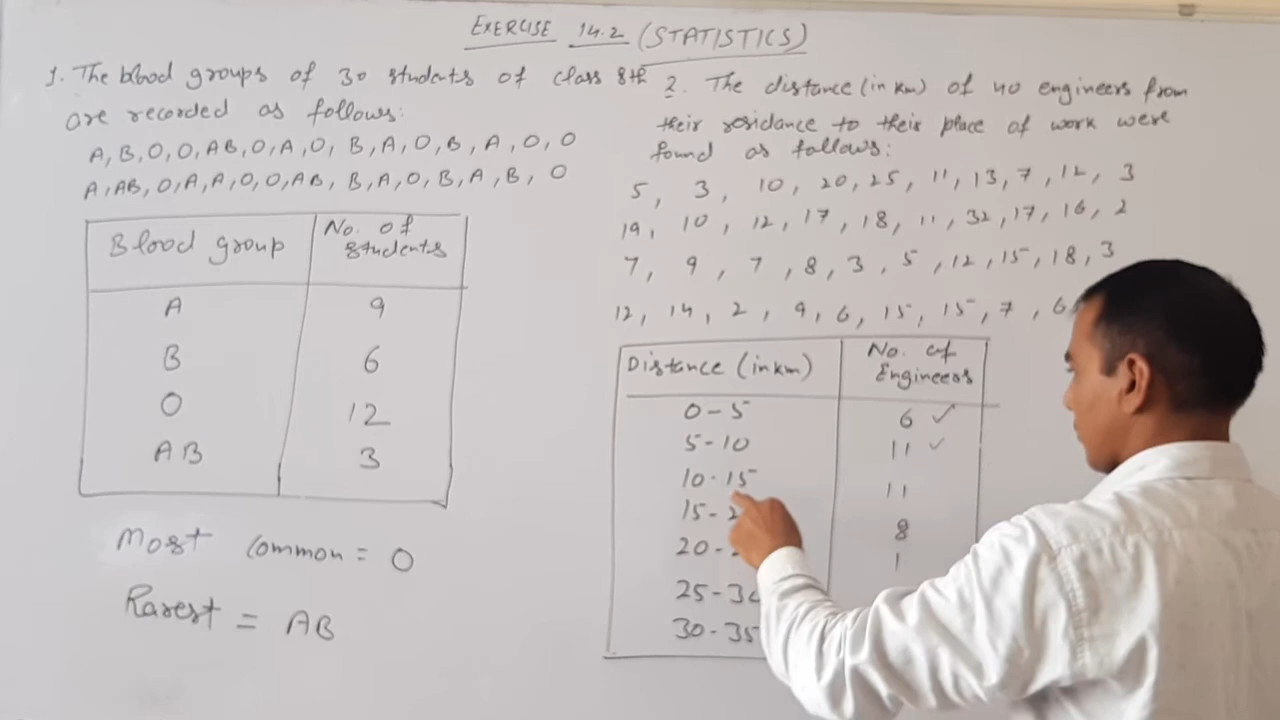 EXERCISE 14.2 (STATISTICS)
1. The blood groups of 30 students of class 8th
are recorded as follows:
A, B, O, O, AB, O, A, O, B, A, O, B, A, O, O
A, AB, O, A, A, O, O, AB, B, A, O, B, A, B, O
Blood group No. of students
A 9
B 6
O 12
AB 3
Most common = O
Rarest = AB
2. The distance (in km) of 40 engineers from
their residance to their place of work were
found as follows:
5, 3, 10, 20, 25, 11, 13, 7, 12, 3
19, 10, 12, 17, 18, 11, 32, 17, 16, 2
7, 9, 7, 8, 3, 5, 12, 15, 18, 3
12, 14, 2, 9, 6, 15, 15, 7, 6
Distance (in km) No. of Engineers
0-5 6 ✓
5-10 11 ✓
10-15 11
15-2 8
20- 1
25-30
30-35